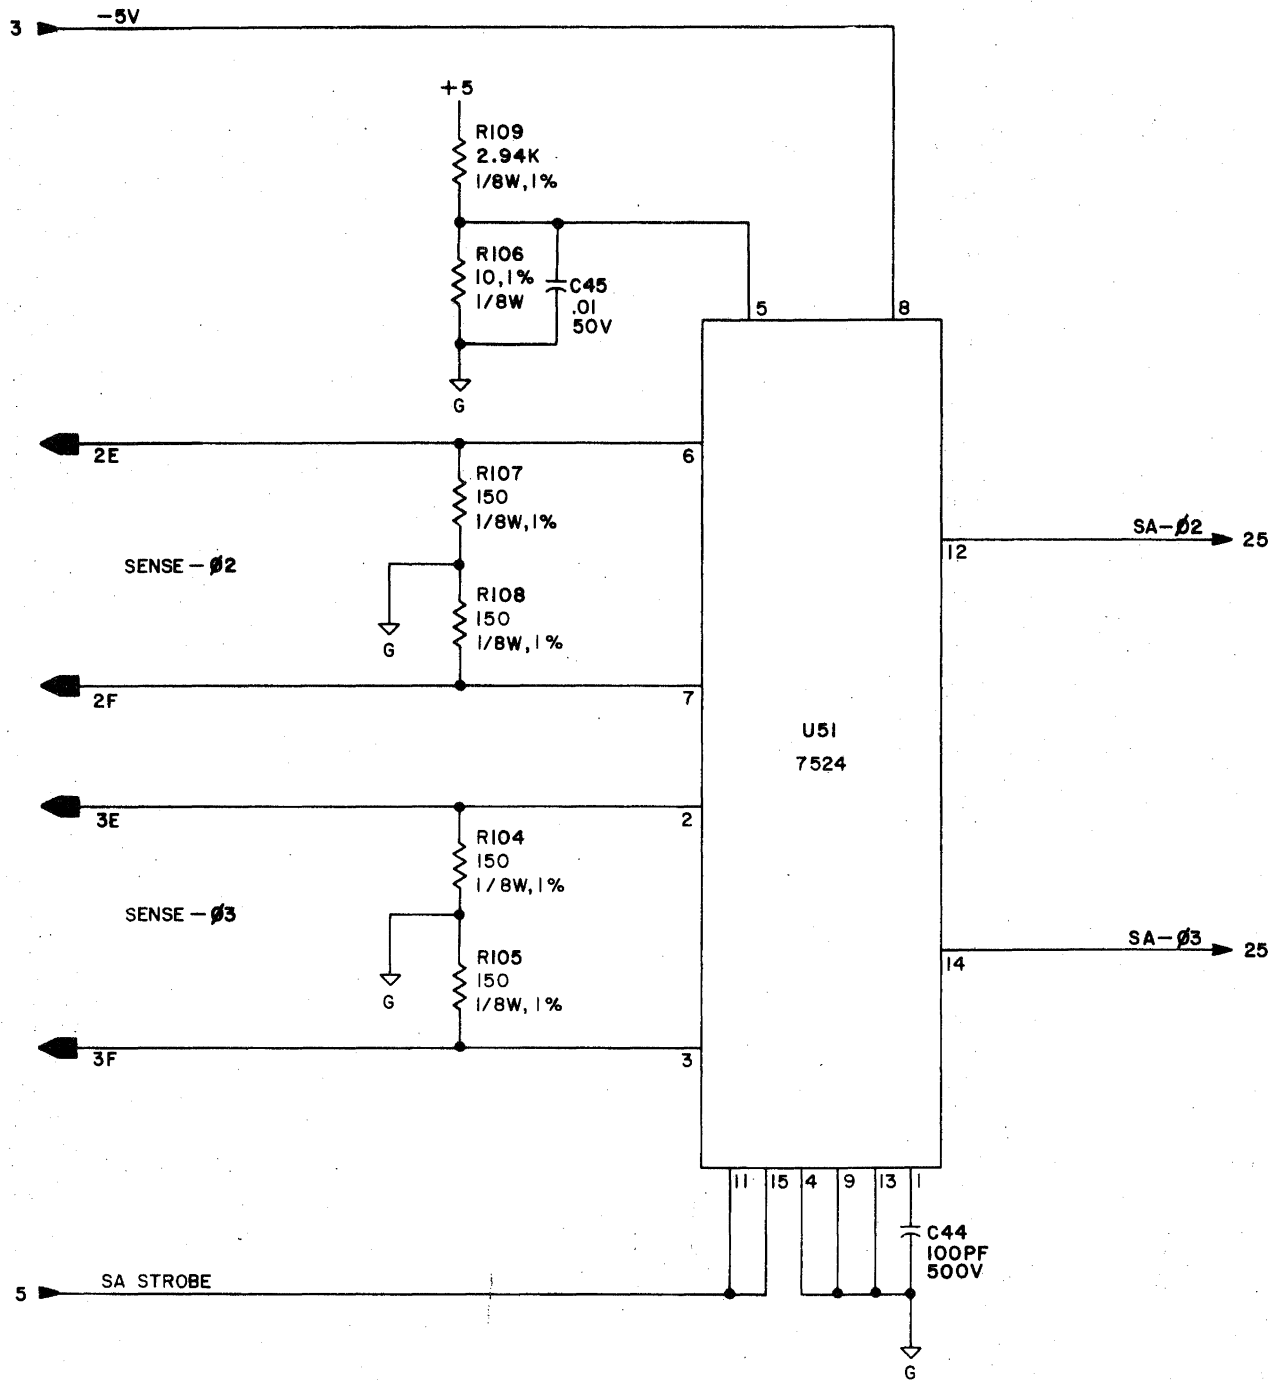 3
-5V
+5
R109
2.94K
1/8W,1%
R106
10,1%
1/8W
C45
.01
50V
5
8
G
2E
6
R107
150
1/8W,1%
SENSE-Ø2
R108
150
1/8W,1%
G
2F
7
12
SA-Ø2
25
U51
7524
3E
2
R104
150
1/8W,1%
SENSE-Ø3
R105
150
1/8W,1%
G
3F
3
14
SA-Ø3
25
11
15
4
9
13
1
C44
100PF
500V
5
SA STROBE
G